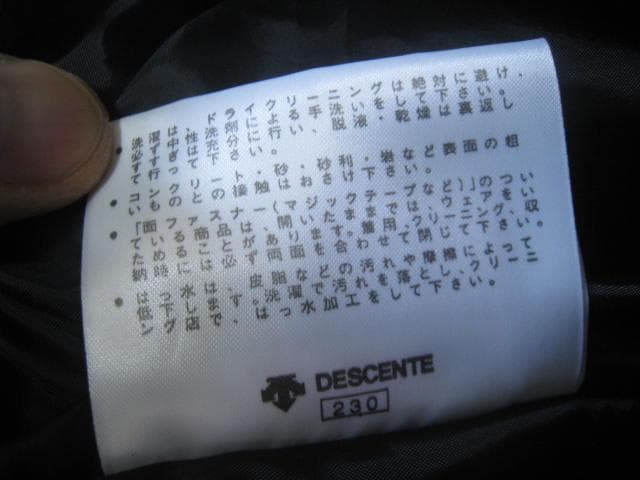 ・洗濯はドライクリーニングは絶対に避け、
必ず中性洗剤による手洗いをして下さい。
すすぎは充分に行い、脱液・乾燥は裏返し
て行って下さい。
・コンクリート・砂・砂利・岩など表面の粗
いものとの接触はおさけ下さい。
・「面ファスナー(マジックテープなど)」のつい
ている商品は、開いたままではウェアをい
ためることがあります。着用、クリーニング、収
納時には必ず両面を合わせて閉じて下さい。
・はっ水は、皮脂などの汚れや摩擦によって
低下します。洗濯で汚れを落とし、クリーニ
ング店で、はっ水加工をして下さい。
DESCENTE
230